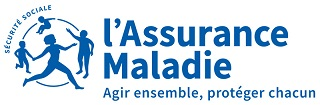 SÉCURITÉ SOCIALE
l'Assurance
Maladie
Agir ensemble, protéger chacun